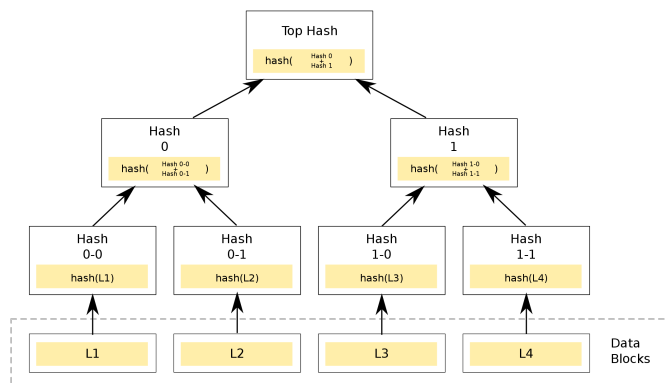 Top Hash
hash( Hash 0 + Hash 1 )
Hash
0
hash( Hash 0-0 + Hash 0-1 )
Hash
1
hash( Hash 1-0 + Hash 1-1 )
Hash
0-0
hash(L1)
Hash
0-1
hash(L2)
Hash
1-0
hash(L3)
Hash
1-1
hash(L4)
L1
L2
L3
L4
Data
Blocks